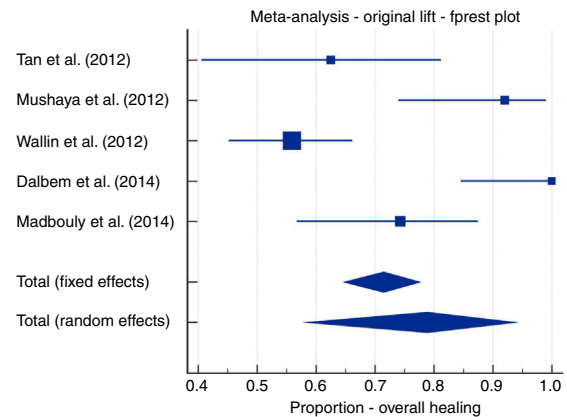 Meta-analysis - original lift - fprest plot
Tan et al. (2012)
Mushaya et al. (2012)
Wallin et al. (2012)
Dalbem et al. (2014)
Madbouly et al. (2014)
Total (fixed effects)
Total (random effects)
0.4 0.5 0.6 0.7 0.8 0.9 1.0
Proportion - overall healing